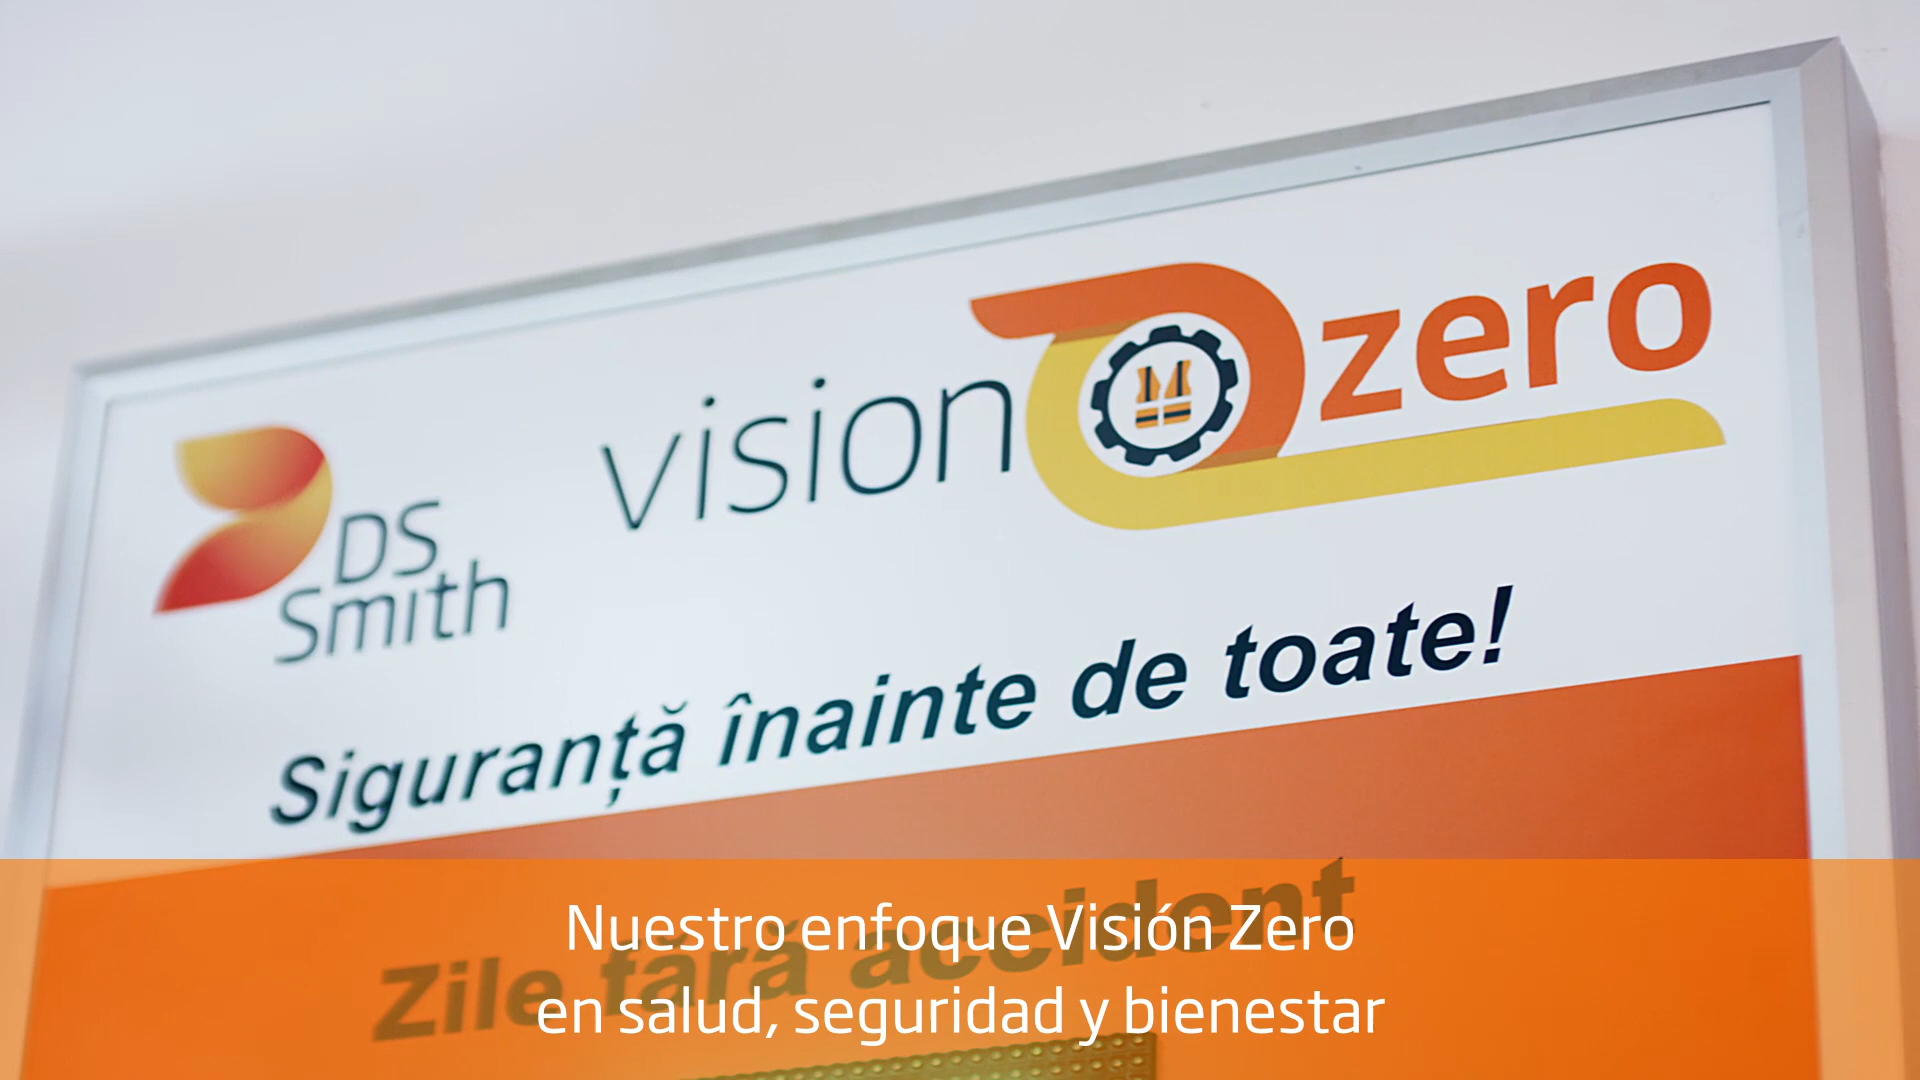 DS
Smith
vision zero
Siguranță înainte de toate!
Zile fără accident
Nuestro enfoque Visión Zero
en salud, seguridad y bienestar